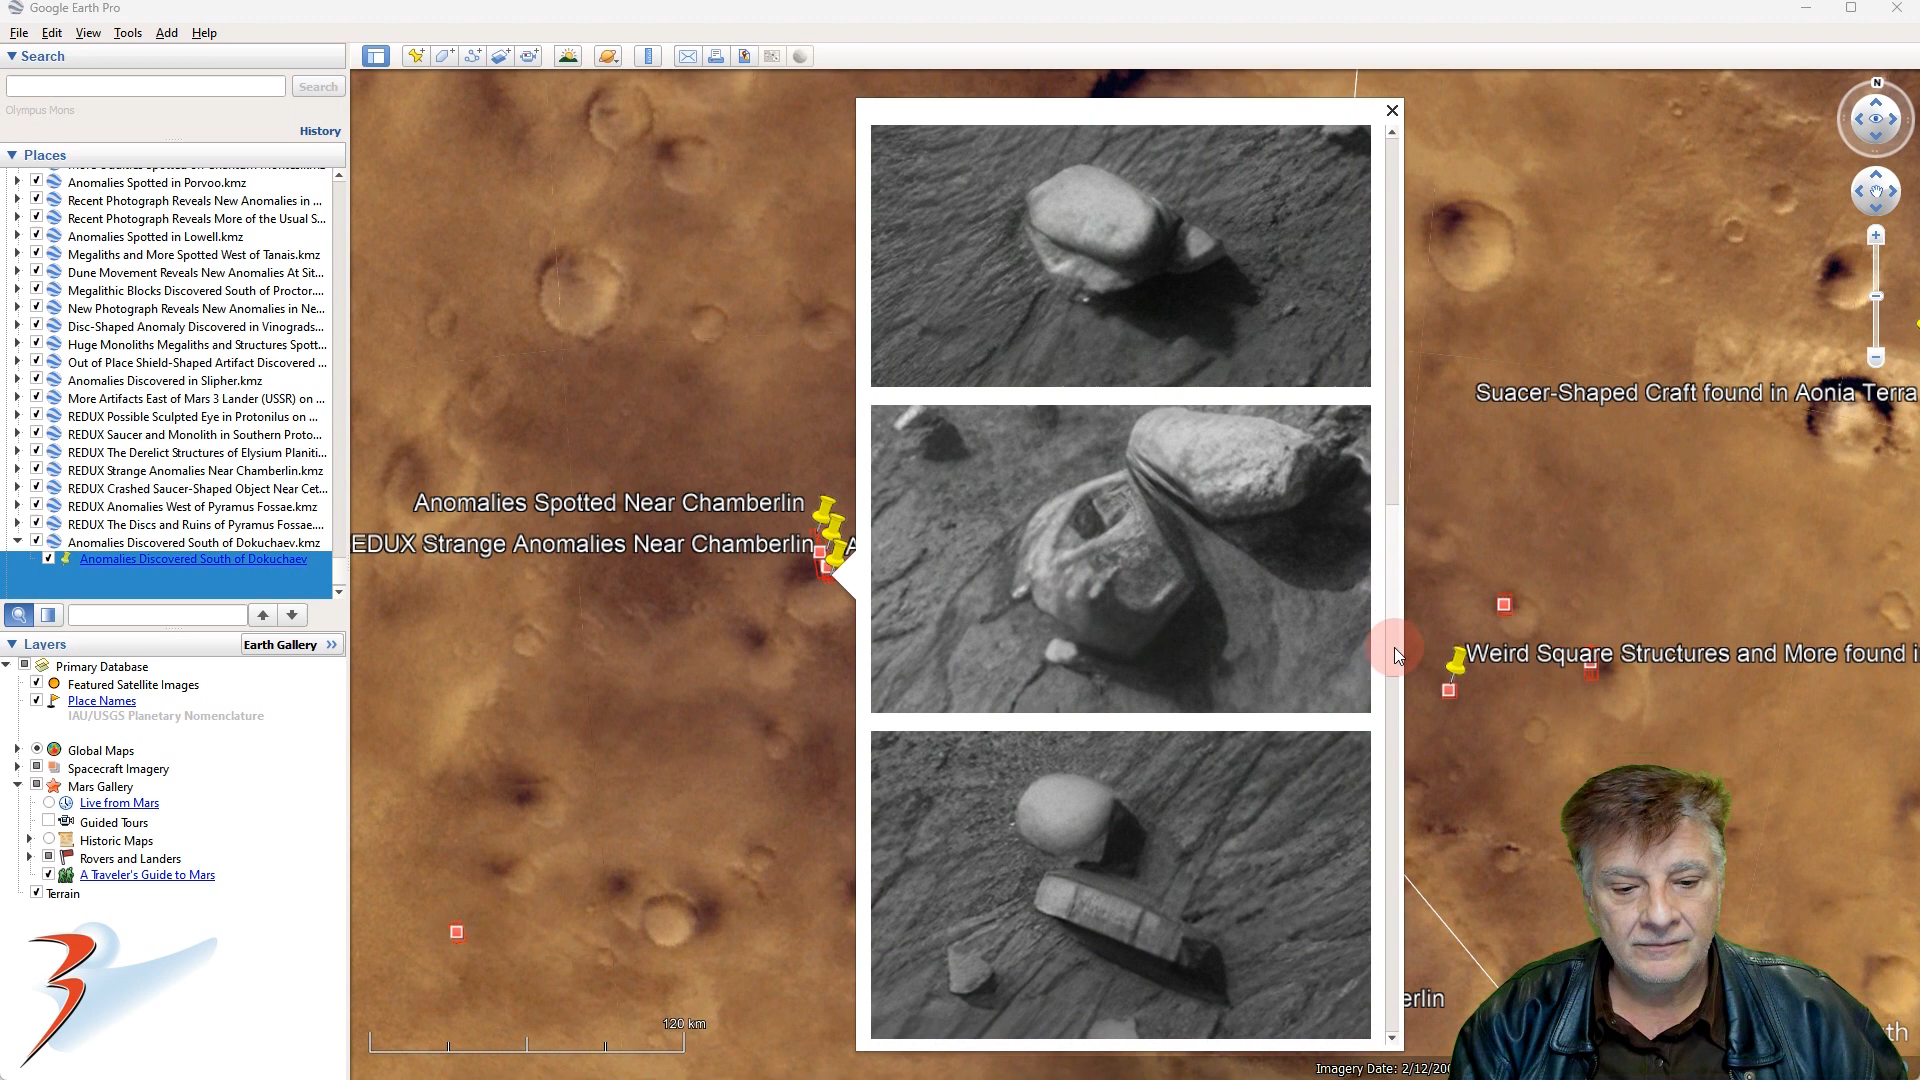 Google Earth Pro
File Edit View Tools Add Help
Search
Search
Olympus Mons
History
Places
Anomalies Spotted in Porvoo.kmz
Recent Photograph Reveals New Anomalies in ...
Recent Photograph Reveals More of the Usual S...
Anomalies Spotted in Lowell.kmz
Megaliths and More Spotted West of Tanais.kmz
Dune Movement Reveals New Anomalies At Sit...
Megalithic Blocks Discovered South of Proctor....
New Photograph Reveals New Anomalies in Ne...
Disc-Shaped Anomaly Discovered in Vinograds...
Huge Monoliths Megaliths and Structures Spott...
Out of Place Shield-Shaped Artifact Discovered ...
Anomalies Discovered in Slipher.kmz
More Artifacts East of Mars 3 Lander (USSR) on ...
REDUX Possible Sculpted Eye in Protonilus on ...
REDUX Saucer and Monolith in Southern Proto...
REDUX The Derelict Structures of Elysium Planiti...
REDUX Strange Anomalies Near Chamberlin.kmz
REDUX Crashed Saucer-Shaped Object Near Cet...
REDUX Anomalies West of Pyramus Fossae.kmz
REDUX The Discs and Ruins of Pyramus Fossae....
Anomalies Discovered South of Dokuchaev.kmz
Anomalies Discovered South of Dokuchaev
Layers
Earth Gallery »
Primary Database
Featured Satellite Images
Place Names
IAU/USGS Planetary Nomenclature
Global Maps
Spacecraft Imagery
Mars Gallery
Live from Mars
Guided Tours
Historic Maps
Rovers and Landers
A Traveler's Guide to Mars
Terrain
N
Suacer-Shaped Craft found in Aonia Terra
Anomalies Spotted Near Chamberlin
EDUX Strange Anomalies Near Chamberlin
A
Weird Square Structures and More found i
erlin
th
120 km
Imagery Date: 2/12/200